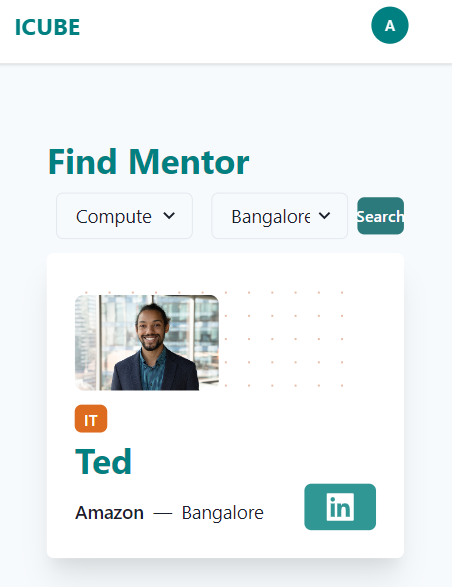 ICUBE
A
Find Mentor
Compute Bangalore Search
IT
Ted
Amazon — Bangalore
in